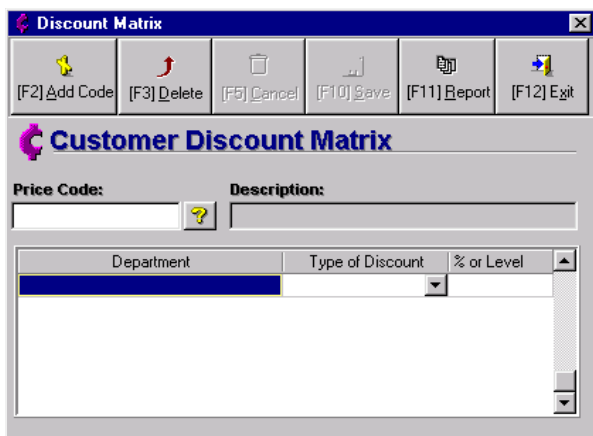 Discount Matrix
[F2] Add Code [F3] Delete [F5] Cancel [F10] Save [F11] Report [F12] Exit
Customer Discount Matrix
Price Code: Description:
?
Department Type of Discount % or Level